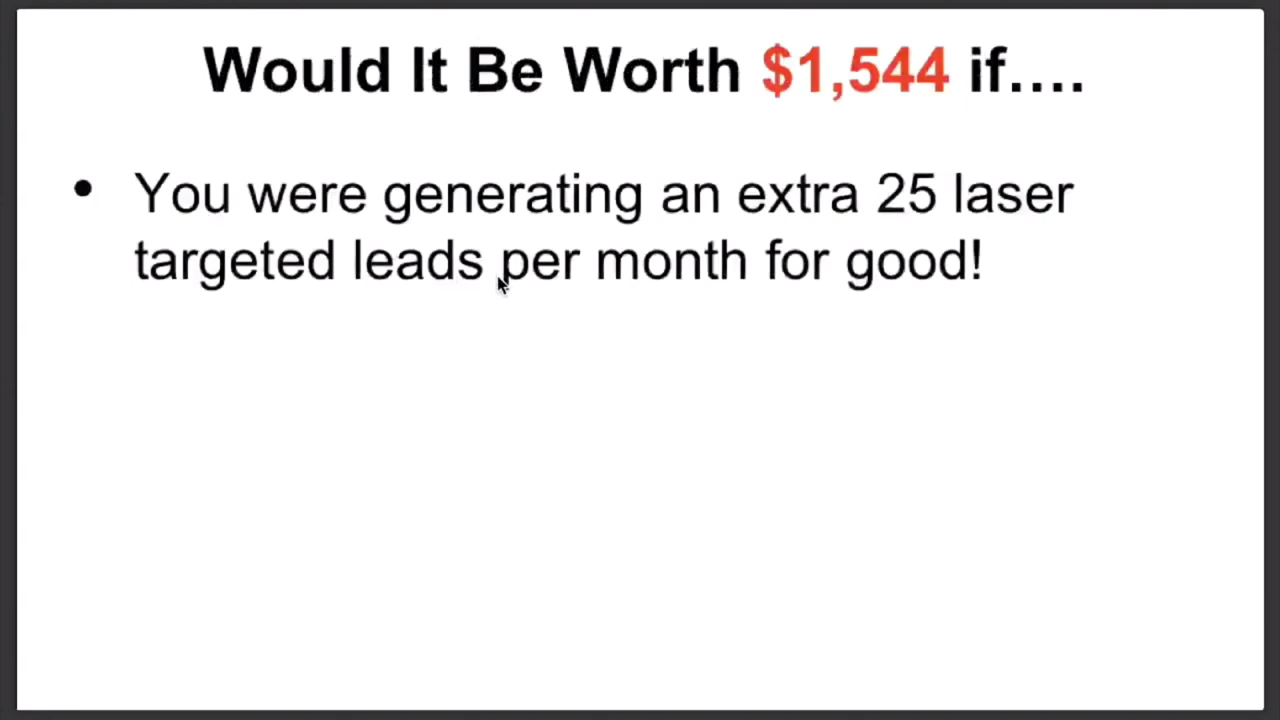 Would It Be Worth $1,544 if....
• You were generating an extra 25 laser
targeted leads per month for good!